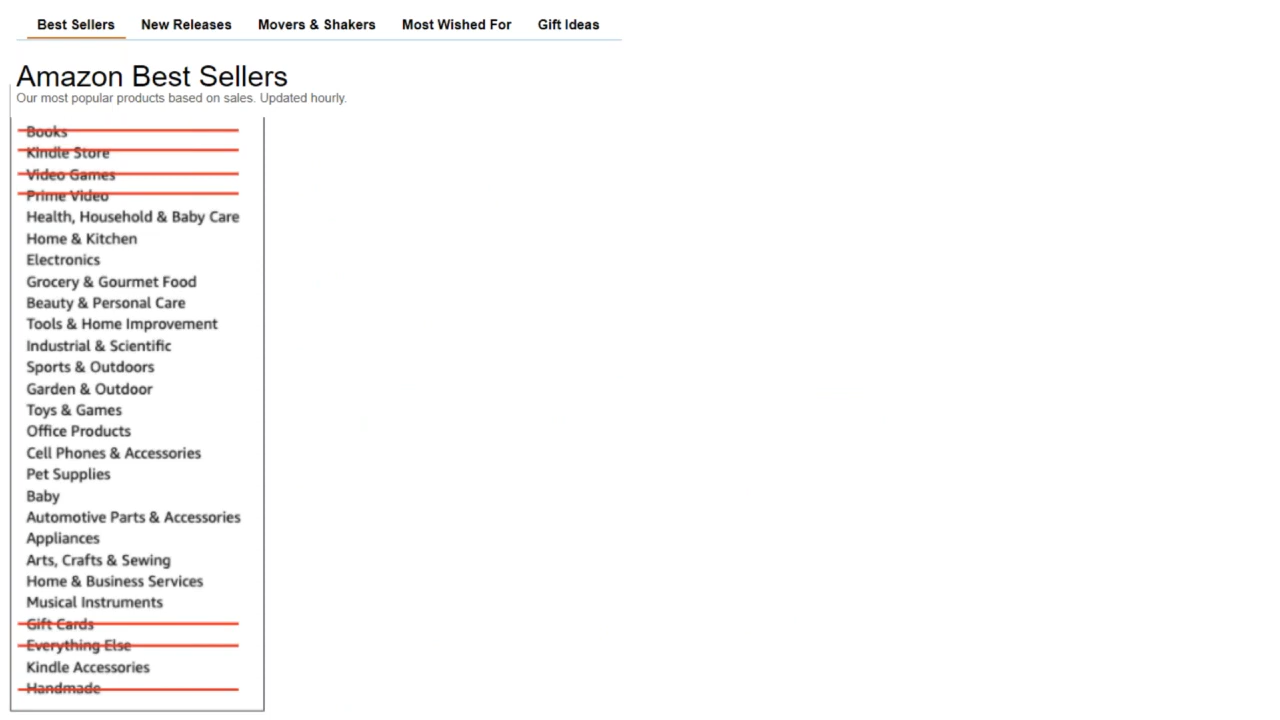 Best Sellers New Releases Movers & Shakers Most Wished For Gift Ideas
Amazon Best Sellers
Our most popular products based on sales. Updated hourly.
Books
Kindle Store
Video Games
Prime Video
Health, Household & Baby Care
Home & Kitchen
Electronics
Grocery & Gourmet Food
Beauty & Personal Care
Tools & Home Improvement
Industrial & Scientific
Sports & Outdoors
Garden & Outdoor
Toys & Games
Office Products
Cell Phones & Accessories
Pet Supplies
Baby
Automotive Parts & Accessories
Appliances
Arts, Crafts & Sewing
Home & Business Services
Musical Instruments
Gift Cards
Everything Else
Kindle Accessories
Handmade